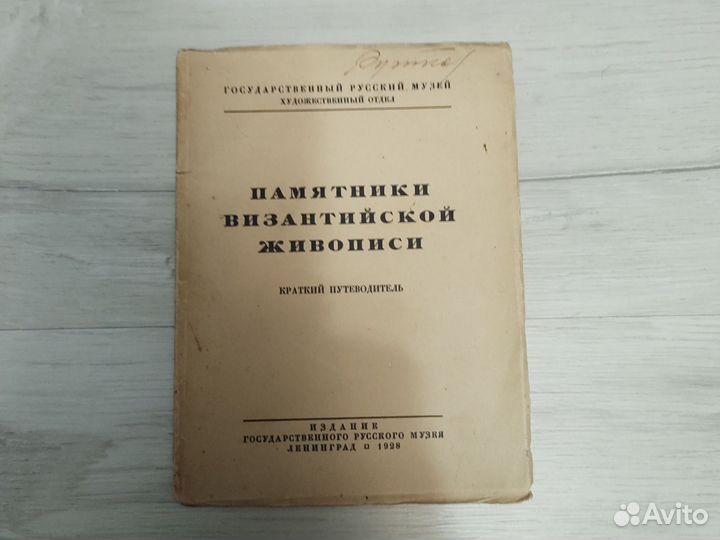 ГОСУДАРСТВЕННЫЙ РУССКИЙ МУЗЕЙ
ХУДОЖЕСТВЕННЫЙ ОТДЕЛ
ПАМЯТНИКИ
ВИЗАНТИЙСКОЙ
ЖИВОПИСИ
КРАТКИЙ ПУТЕВОДИТЕЛЬ
ИЗДАНИЕ
ГОСУДАРСТВЕННОГО РУССКОГО МУЗЕЯ
ЛЕНИНГРАД □ 1928
Avito